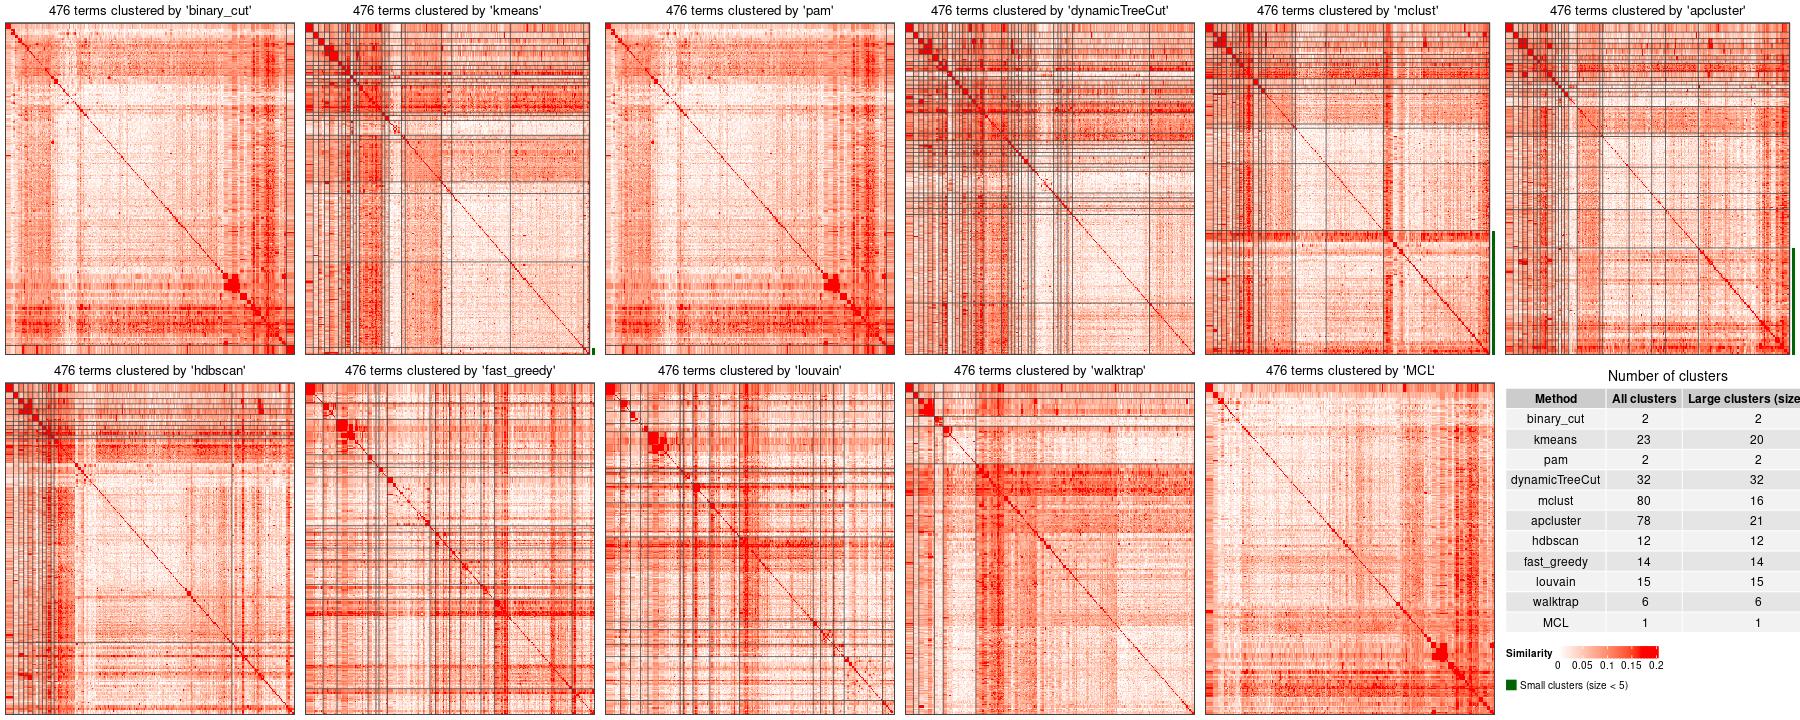 476 terms clustered by 'binary_cut'
476 terms clustered by 'kmeans'
476 terms clustered by 'pam'
476 terms clustered by 'dynamicTreeCut'
476 terms clustered by 'mclust'
476 terms clustered by 'apcluster'
476 terms clustered by 'hdbscan'
476 terms clustered by 'fast_greedy'
476 terms clustered by 'louvain'
476 terms clustered by 'walktrap'
476 terms clustered by 'MCL'
Number of clusters
Method All clusters Large clusters (size
binary_cut 2 2
kmeans 23 20
pam 2 2
dynamicTreeCut 32 32
mclust 80 16
apcluster 78 21
hdbscan 12 12
fast_greedy 14 14
louvain 15 15
walktrap 6 6
MCL 1 1
Similarity
0 0.05 0.1 0.15 0.2
Small clusters (size < 5)